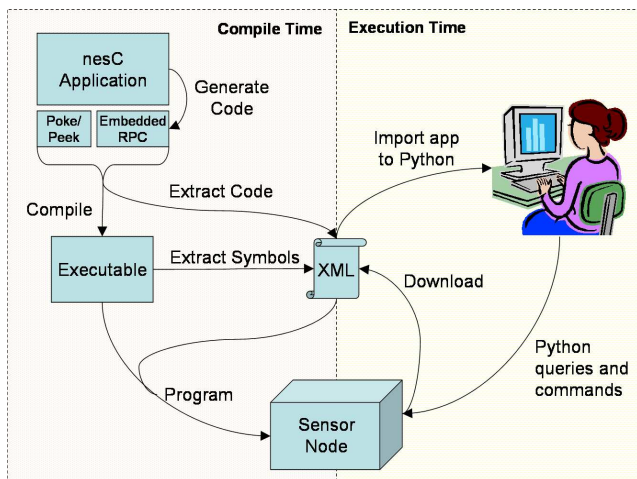 Compile Time
Execution Time
nesC
Application
Generate
Code
Poke/
Peek
Embedded
RPC
Import app
to Python
Extract Code
Compile
Executable
Extract Symbols
XML
Download
Program
Python
queries and
commands
Sensor
Node